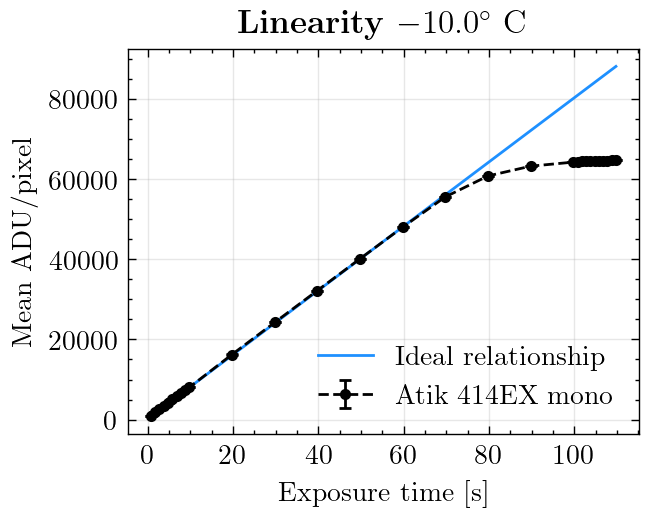 Linearity −10.0° C
Mean ADU/pixel
80000
60000
40000
20000
0
Ideal relationship
Atik 414EX mono
0 20 40 60 80 100
Exposure time [s]